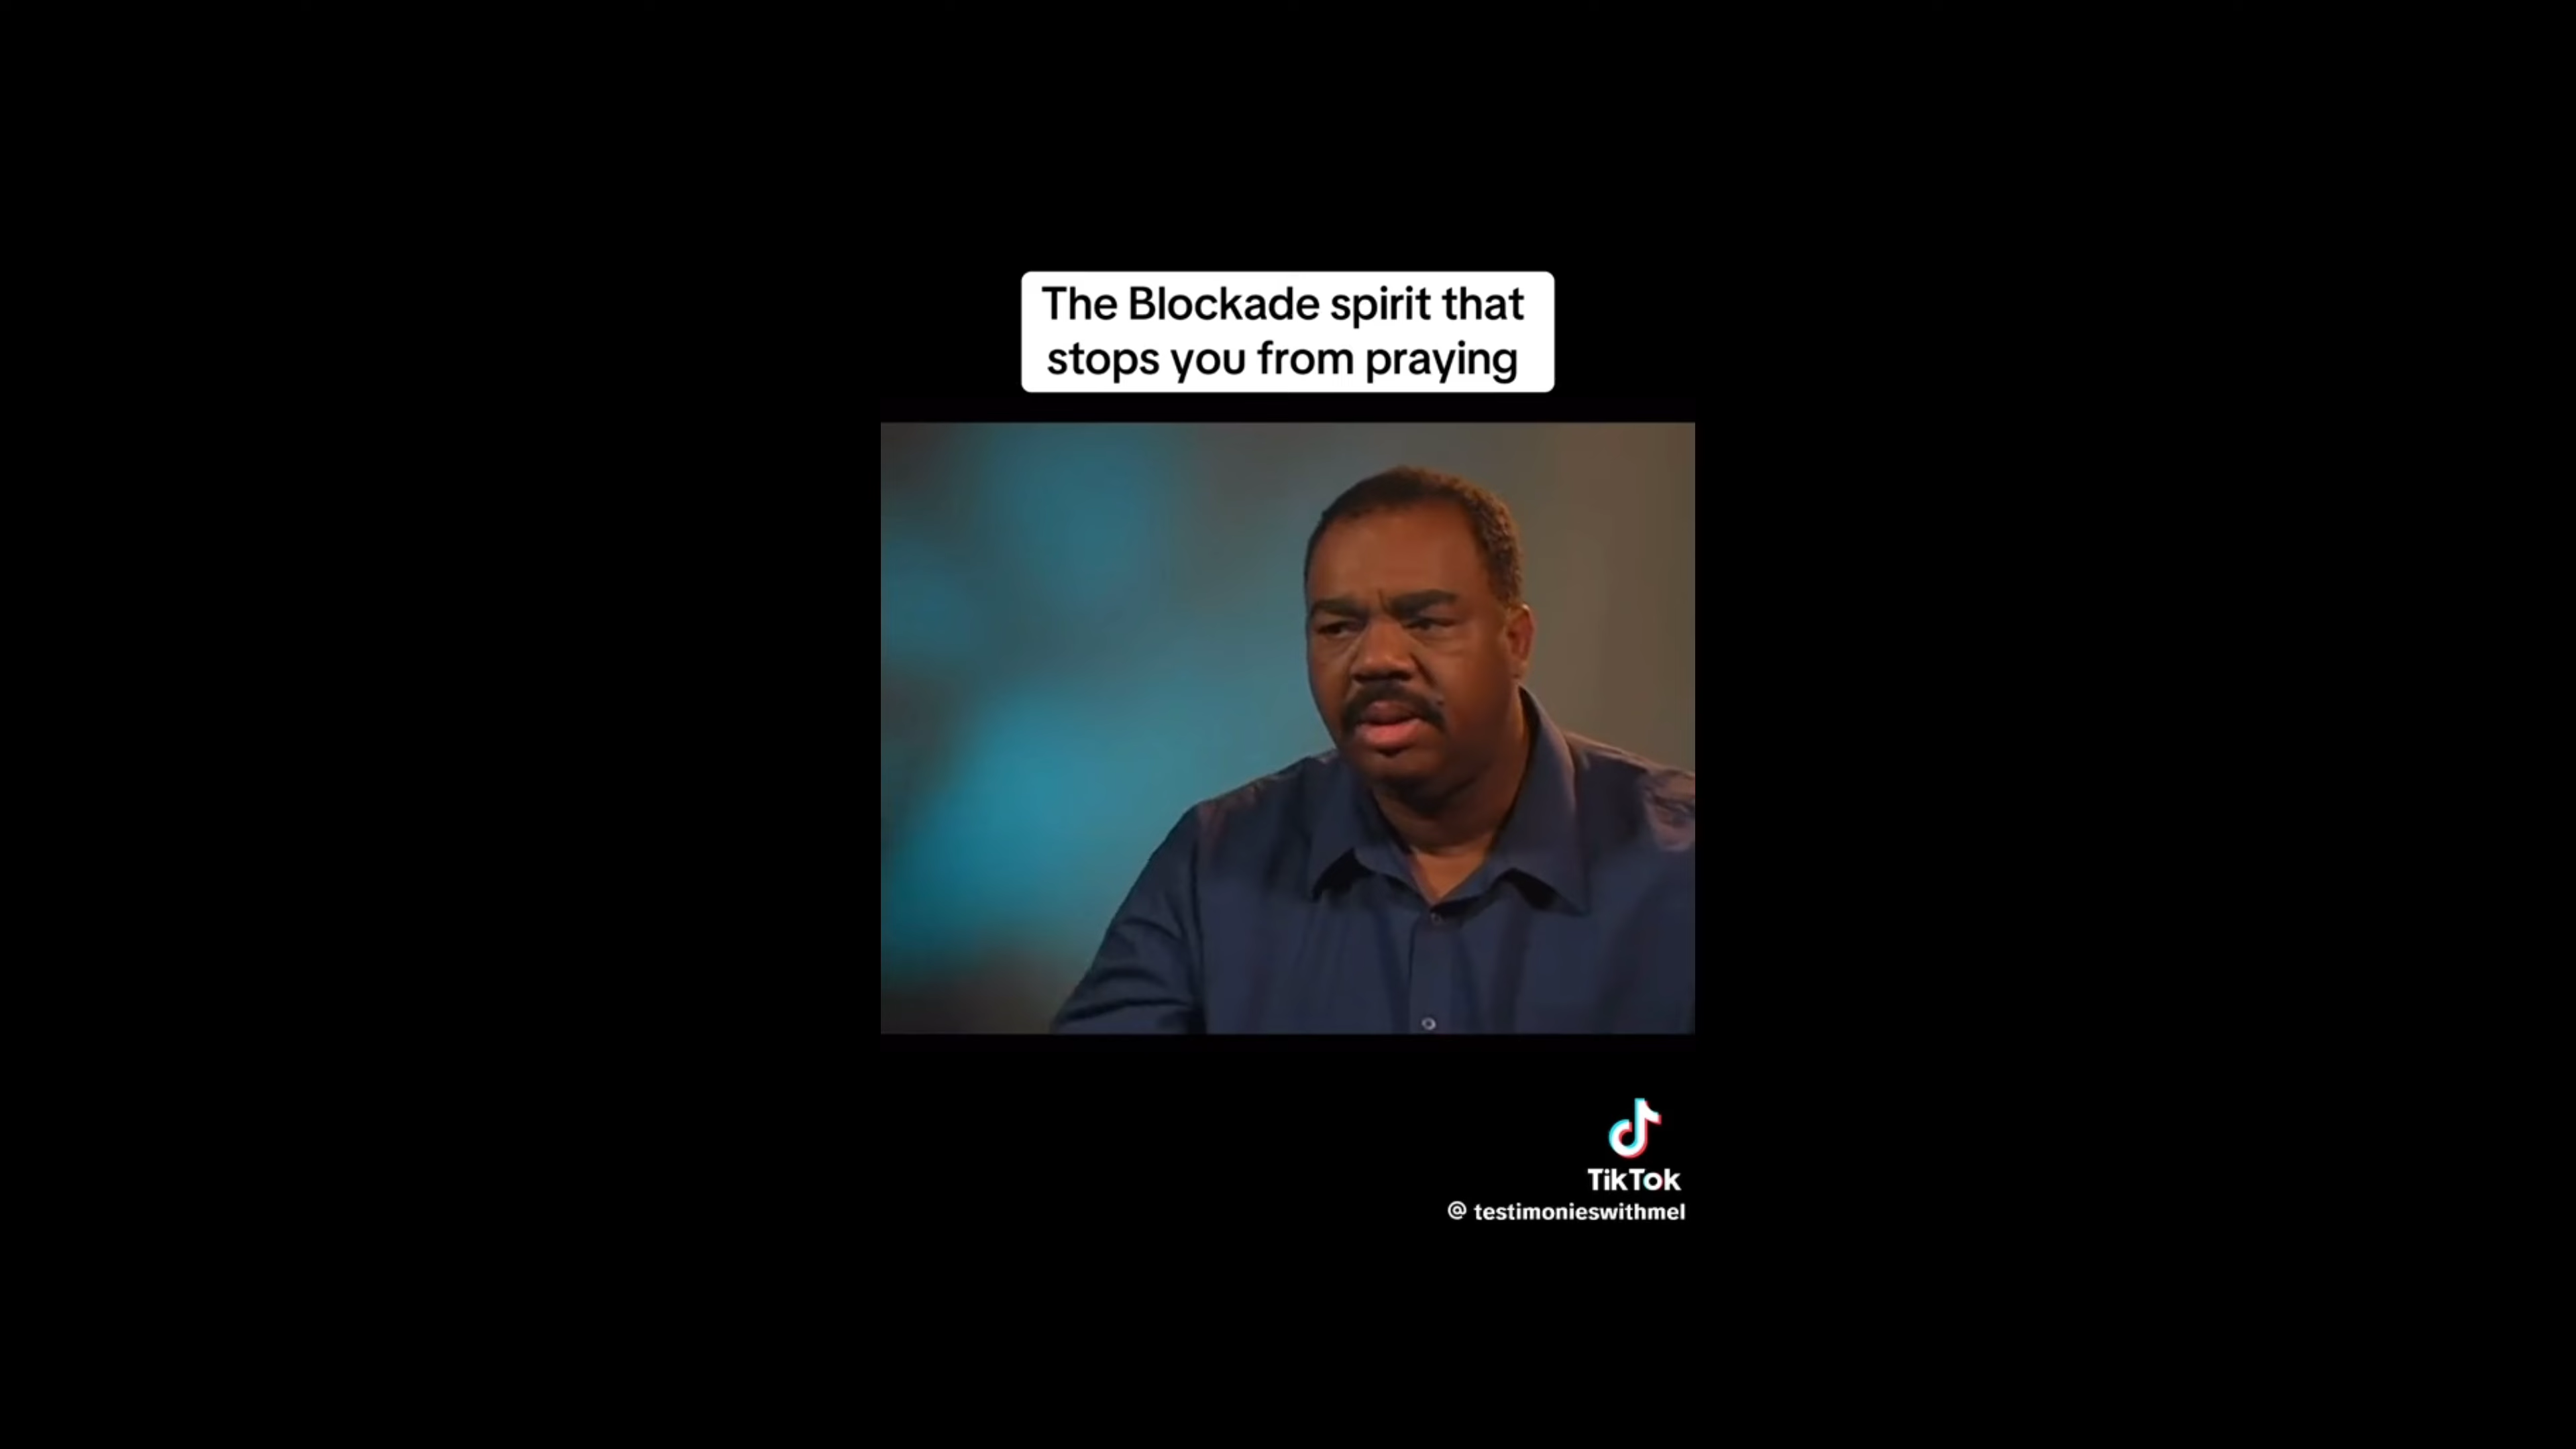 The Blockade spirit that
stops you from praying
TikTok
@ testimonieswithmel